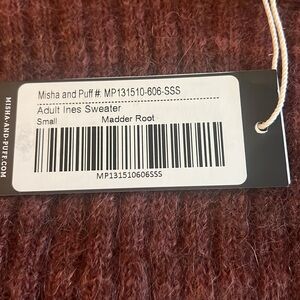 Misha and Puff #: MP131510-606-SSS
Adult Ines Sweater
Small Madder Root
MP131510606SSS
MISHA-AND-PUFF.COM